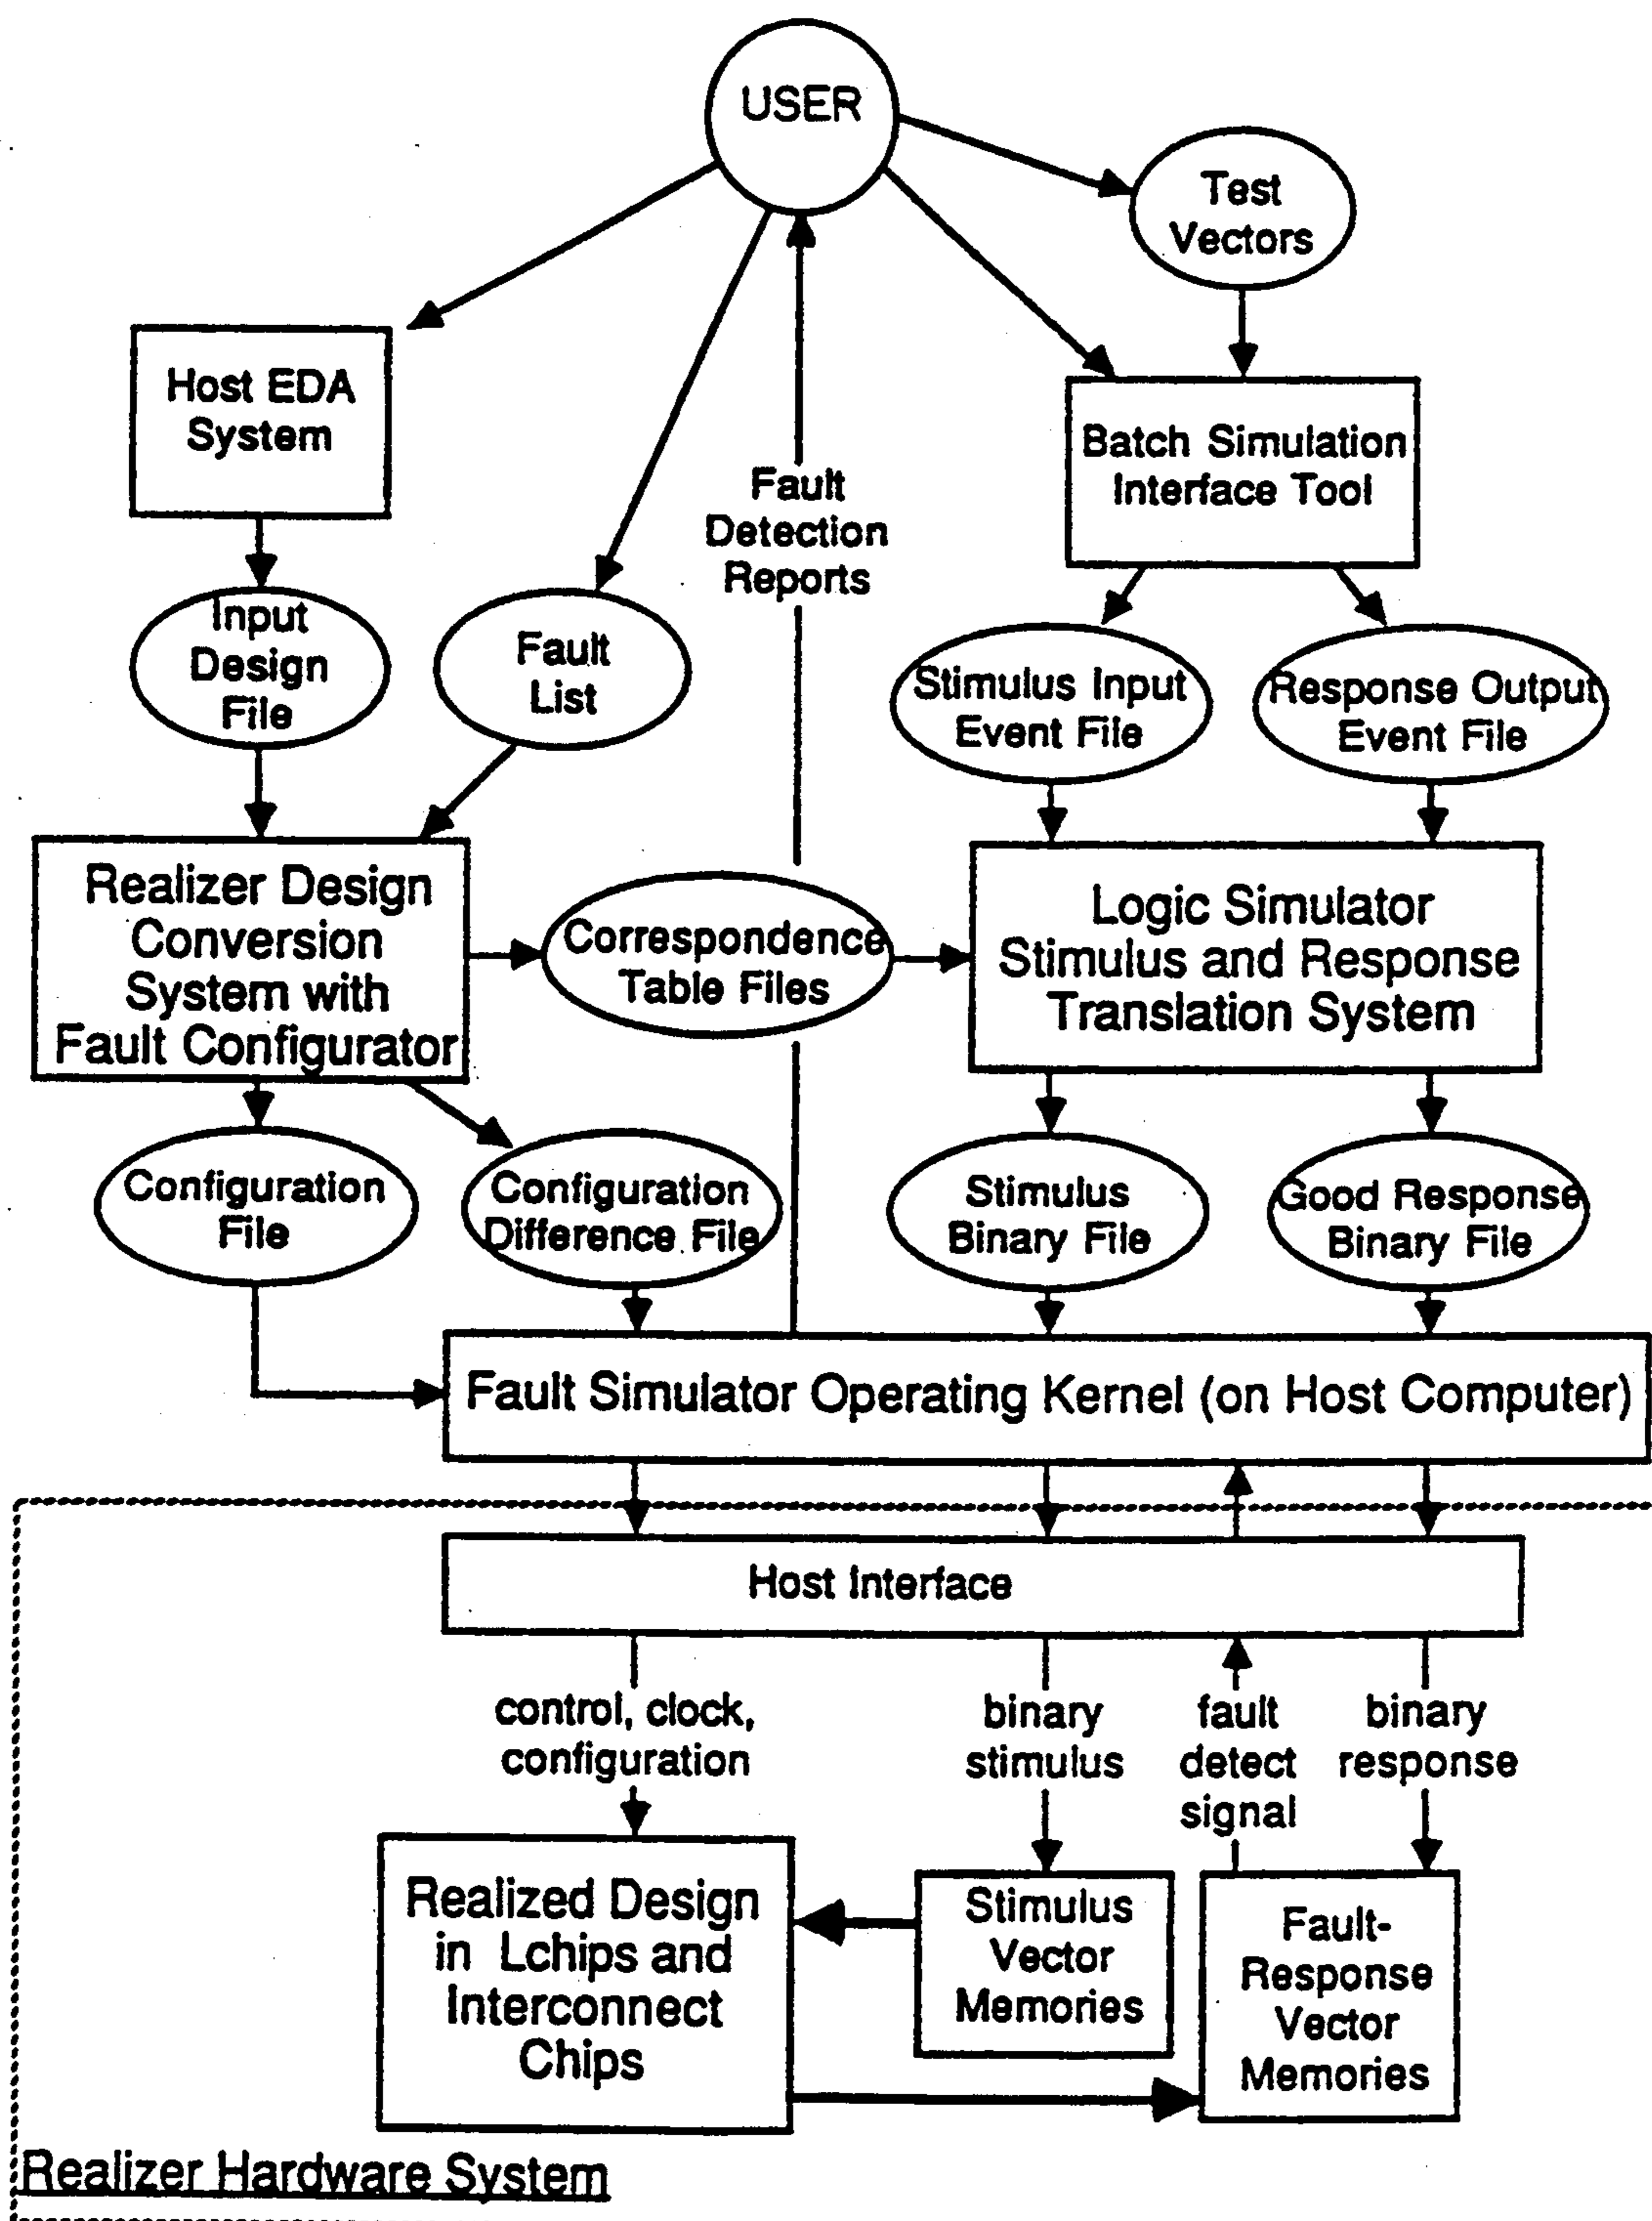 USER
Test
Vectors
Host EDA
System
Batch Simulation
Interface Tool
Fault
Detection
Reports
Input
Design
File
Fault
List
Stimulus Input
Event File
Response Output
Event File
Realizer Design
Conversion
System with
Fault Configurator
Correspondence
Table Files
Logic Simulator
Stimulus and Response
Translation System
Configuration
File
Configuration
Difference File
Stimulus
Binary File
Good Response
Binary File
Fault Simulator Operating Kernel (on Host Computer)
Host Interface
control, clock,
configuration
binary
stimulus
fault
detect
signal
binary
response
Realized Design
in Lchips and
Interconnect
Chips
Stimulus
Vector
Memories
Fault-
Response
Vector
Memories
Realizer Hardware System